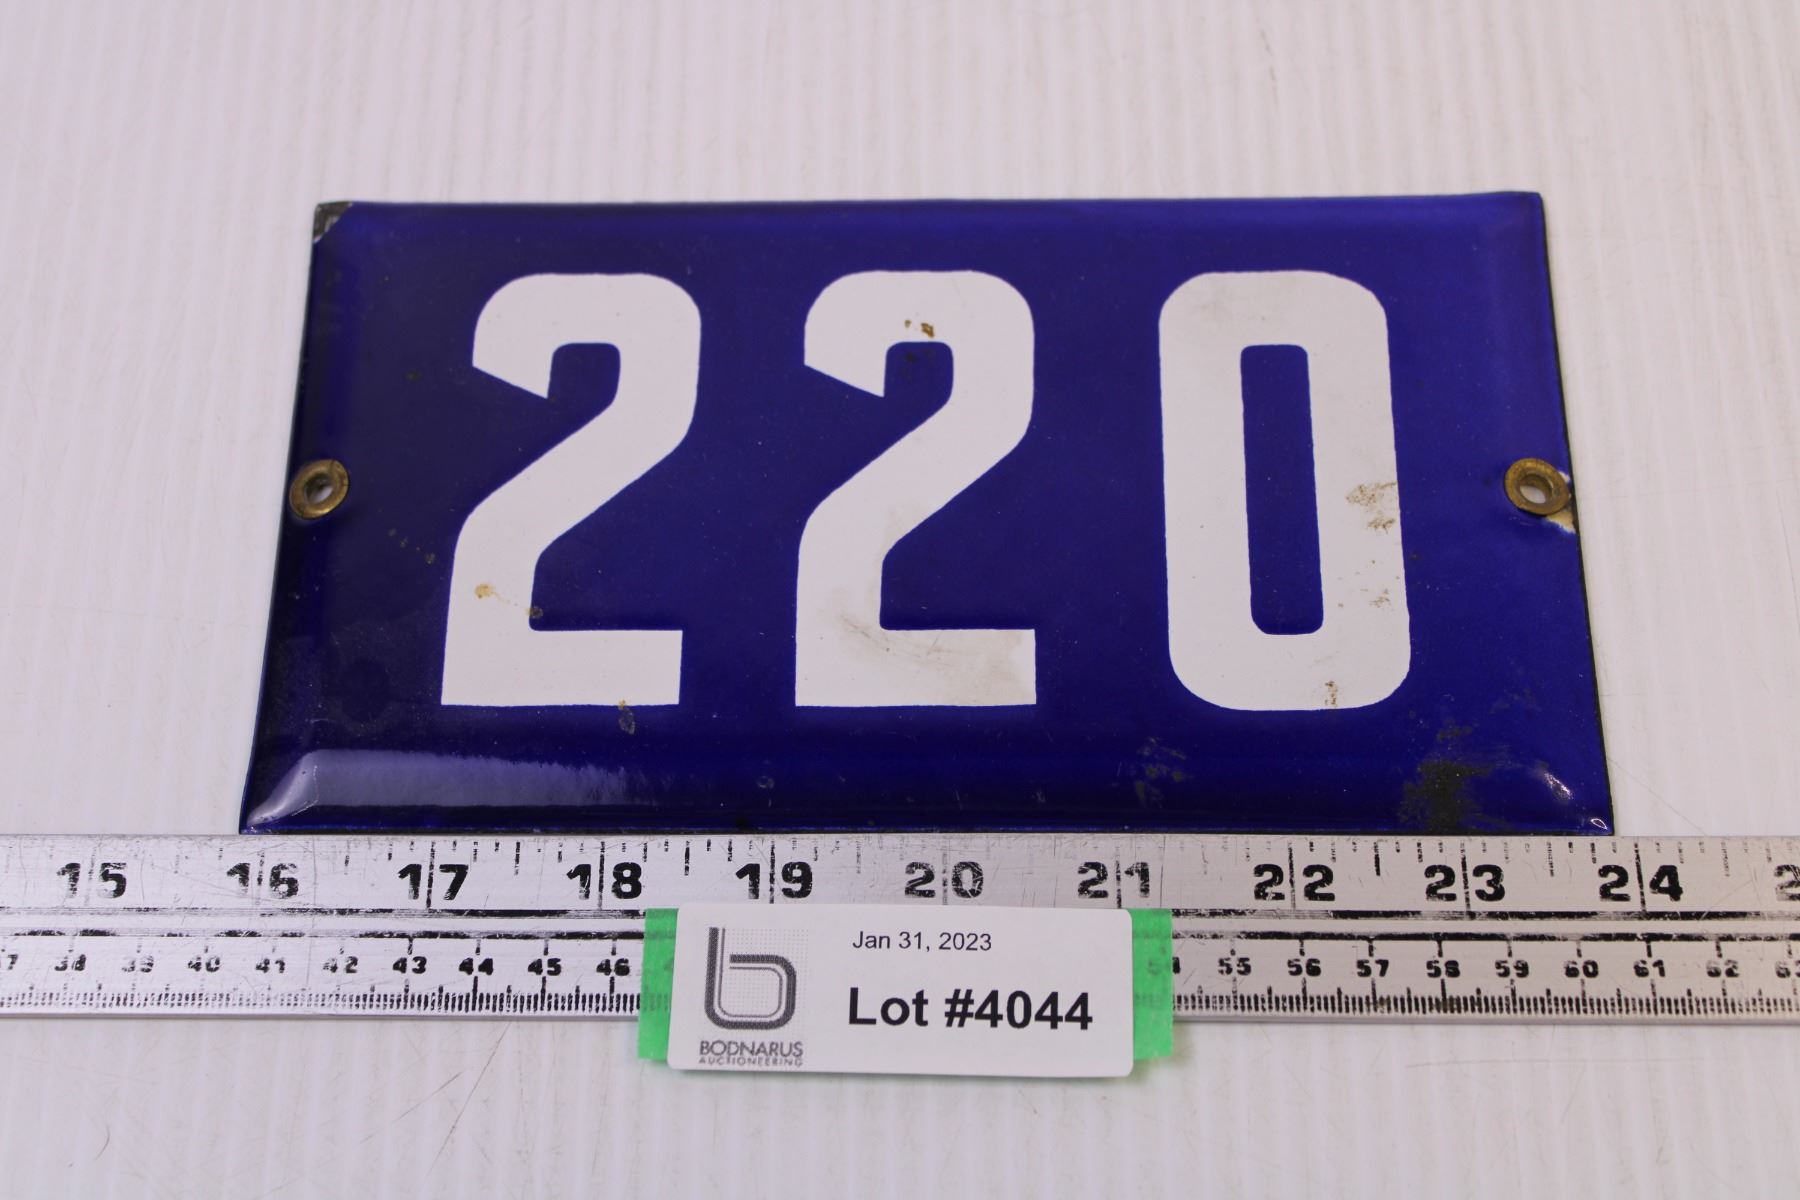 220
15 16 17 18 19 20 21 22 23 24
38 39 40 41 42 43 44 45 46 55 56 57 58 59 60 61 62
Jan 31, 2023
Lot #4044
BODNARUS
AUCTIONEERING